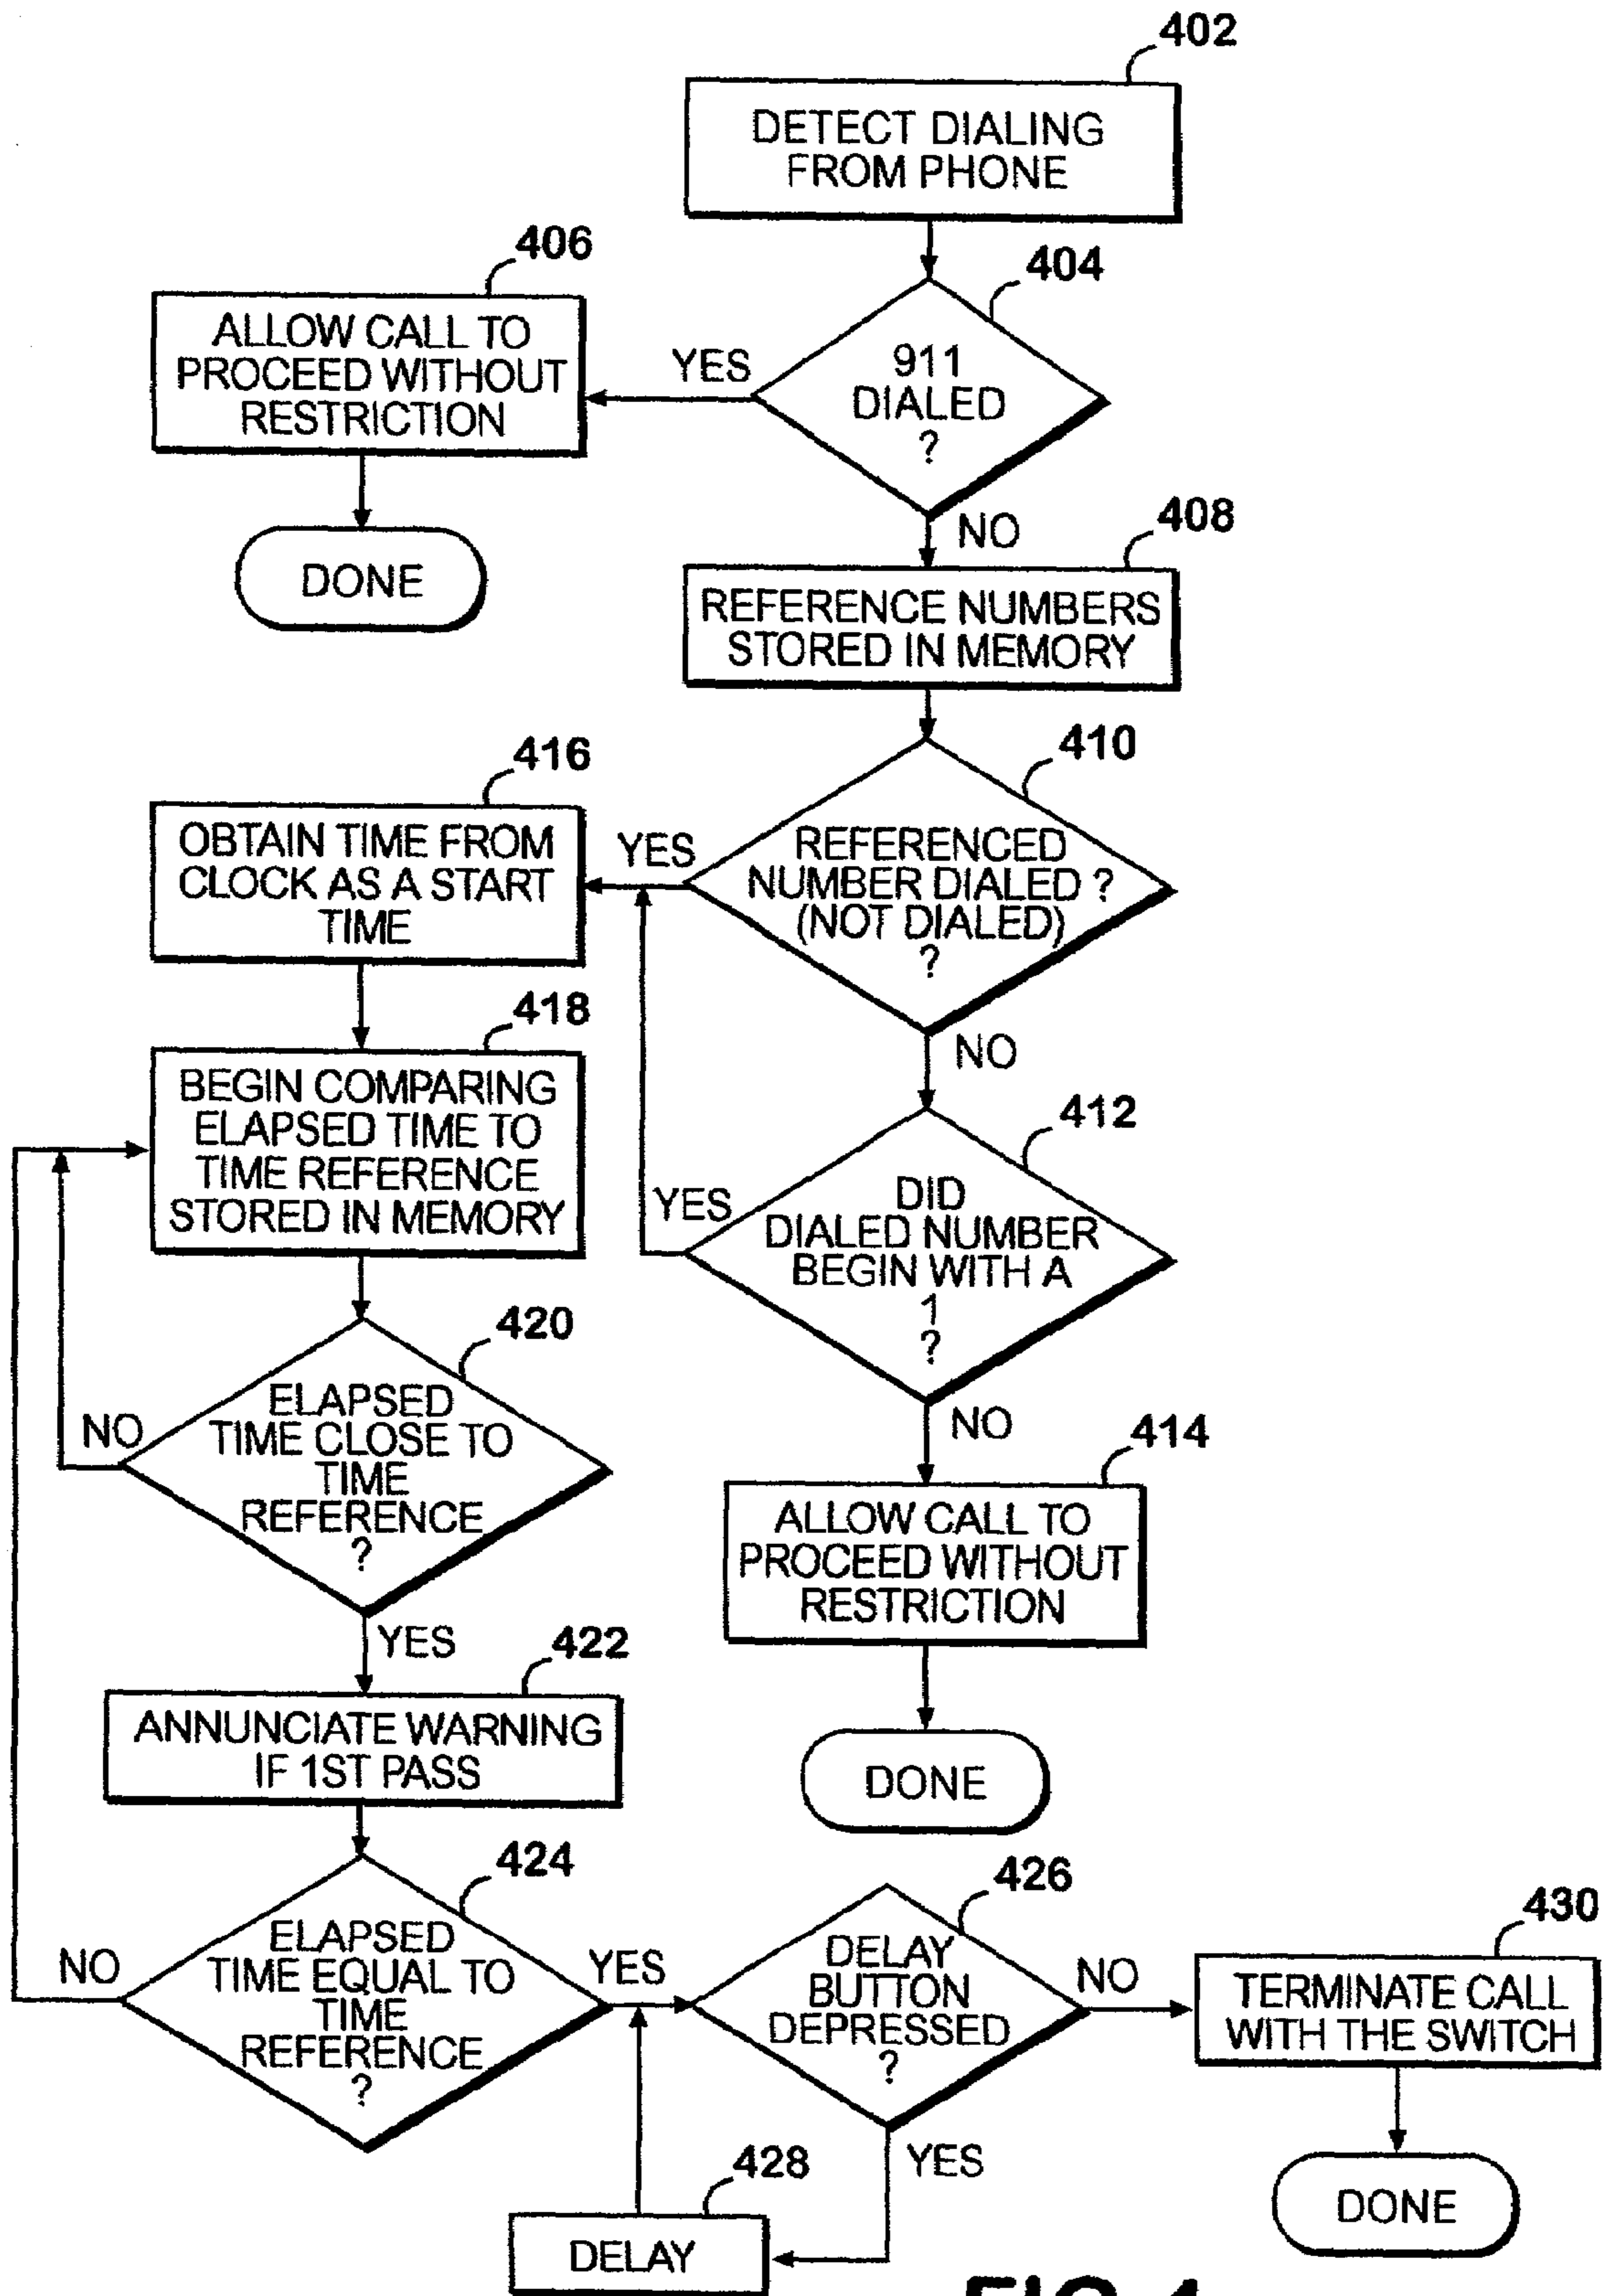 402
DETECT DIALING
FROM PHONE
404
911
DIALED
?
YES
406
ALLOW CALL TO
PROCEED WITHOUT
RESTRICTION
DONE
NO
408
REFERENCE NUMBERS
STORED IN MEMORY
410
REFERENCED
NUMBER DIALED ?
(NOT DIALED)
?
YES
416
OBTAIN TIME FROM
CLOCK AS A START
TIME
NO
412
DID
DIALED NUMBER
BEGIN WITH A
1
?
YES
NO
414
ALLOW CALL TO
PROCEED WITHOUT
RESTRICTION
DONE
418
BEGIN COMPARING
ELAPSED TIME TO
TIME REFERENCE
STORED IN MEMORY
420
ELAPSED
TIME CLOSE TO
TIME
REFERENCE
?
NO
YES
422
ANNUNCIATE WARNING
IF 1ST PASS
424
ELAPSED
TIME EQUAL TO
TIME
REFERENCE
?
NO
YES
426
DELAY
BUTTON
DEPRESSED
?
NO
430
TERMINATE CALL
WITH THE SWITCH
DONE
YES
428
DELAY